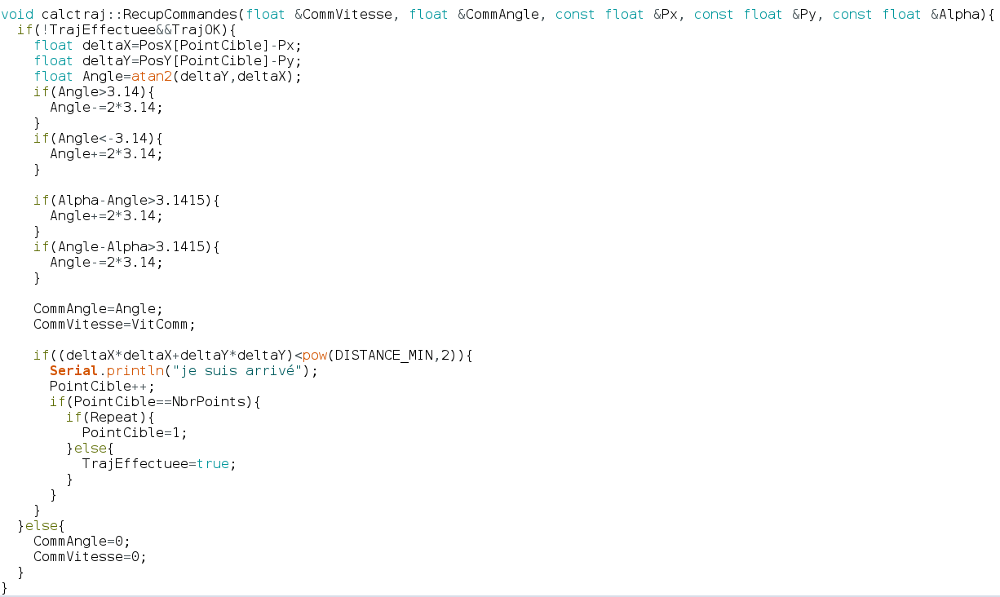 void calctraj::RecupCommandes(float &CommVitesse, float &CommAngle, const float &Px, const float &Py, const float &Alpha){
  if(!TrajEffectuee&&TrajOK){
    float deltaX=PosX[PointCible]-Px;
    float deltaY=PosY[PointCible]-Py;
    float Angle=atan2(deltaY,deltaX);
    if(Angle>3.14){
      Angle-=2*3.14;
    }
    if(Angle<-3.14){
      Angle+=2*3.14;
    }

    if(Alpha-Angle>3.1415){
      Angle+=2*3.14;
    }
    if(Angle-Alpha>3.1415){
      Angle-=2*3.14;
    }

    CommAngle=Angle;
    CommVitesse=VitComm;

    if((deltaX*deltaX+deltaY*deltaY)<pow(DISTANCE_MIN,2)){
      Serial.println("je suis arrivé");
      PointCible++;
      if(PointCible==NbrPoints){
        if(Repeat){
          PointCible=1;
        }else{
          TrajEffectuee=true;
        }
      }
    }
  }else{
    CommAngle=0;
    CommVitesse=0;
  }
}